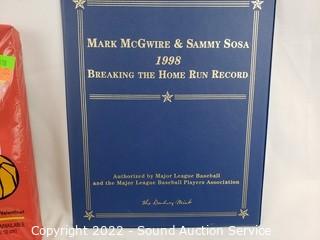 MARK MCGWIRE & SAMMY SOSA
1998
BREAKING THE HOME RUN RECORD
Authorized by Major League Baseball
and the Major League Baseball Players Association
The Danbury Mint
Copyright 2022 - Sound Auction Service